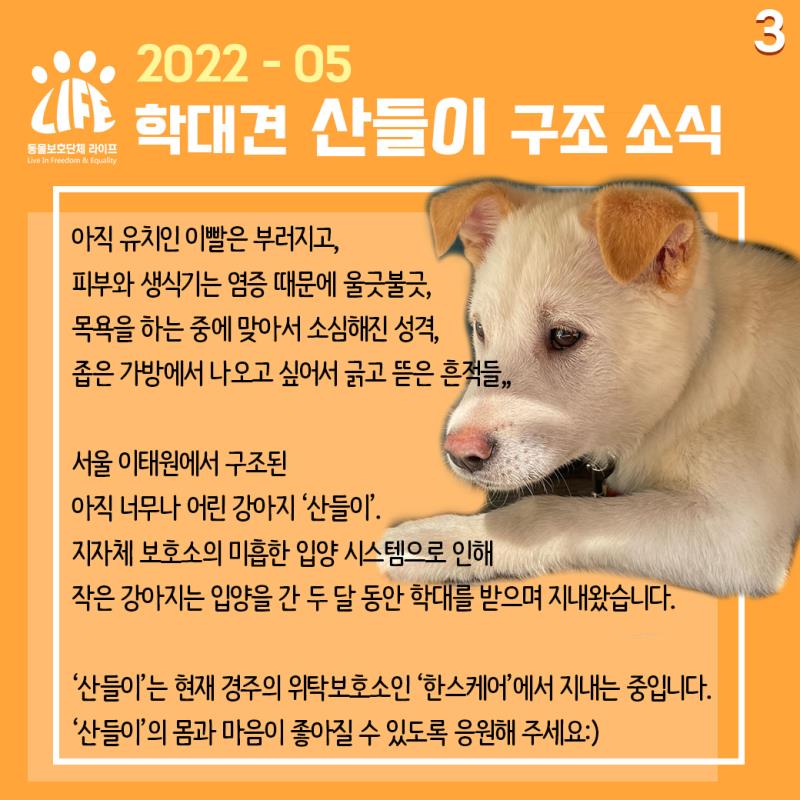 3
LIFE
동물보호단체 라이프
Live In Freedom & Equality
2022 - 05
학대견 산들이 구조 소식
아직 유치인 이빨은 부러지고,
피부와 생식기는 염증 때문에 울긋불긋,
목욕을 하는 중에 맞아서 소심해진 성격,
좁은 가방에서 나오고 싶어서 긁고 뜯은 흔적들,,
서울 이태원에서 구조된
아직 너무나 어린 강아지 ‘산들이’.
지자체 보호소의 미흡한 입양 시스템으로 인해
작은 강아지는 입양을 간 두 달 동안 학대를 받으며 지내왔습니다.
‘산들이’는 현재 경주의 위탁보호소인 ‘한스케어’에서 지내는 중입니다.
‘산들이’의 몸과 마음이 좋아질 수 있도록 응원해 주세요:)